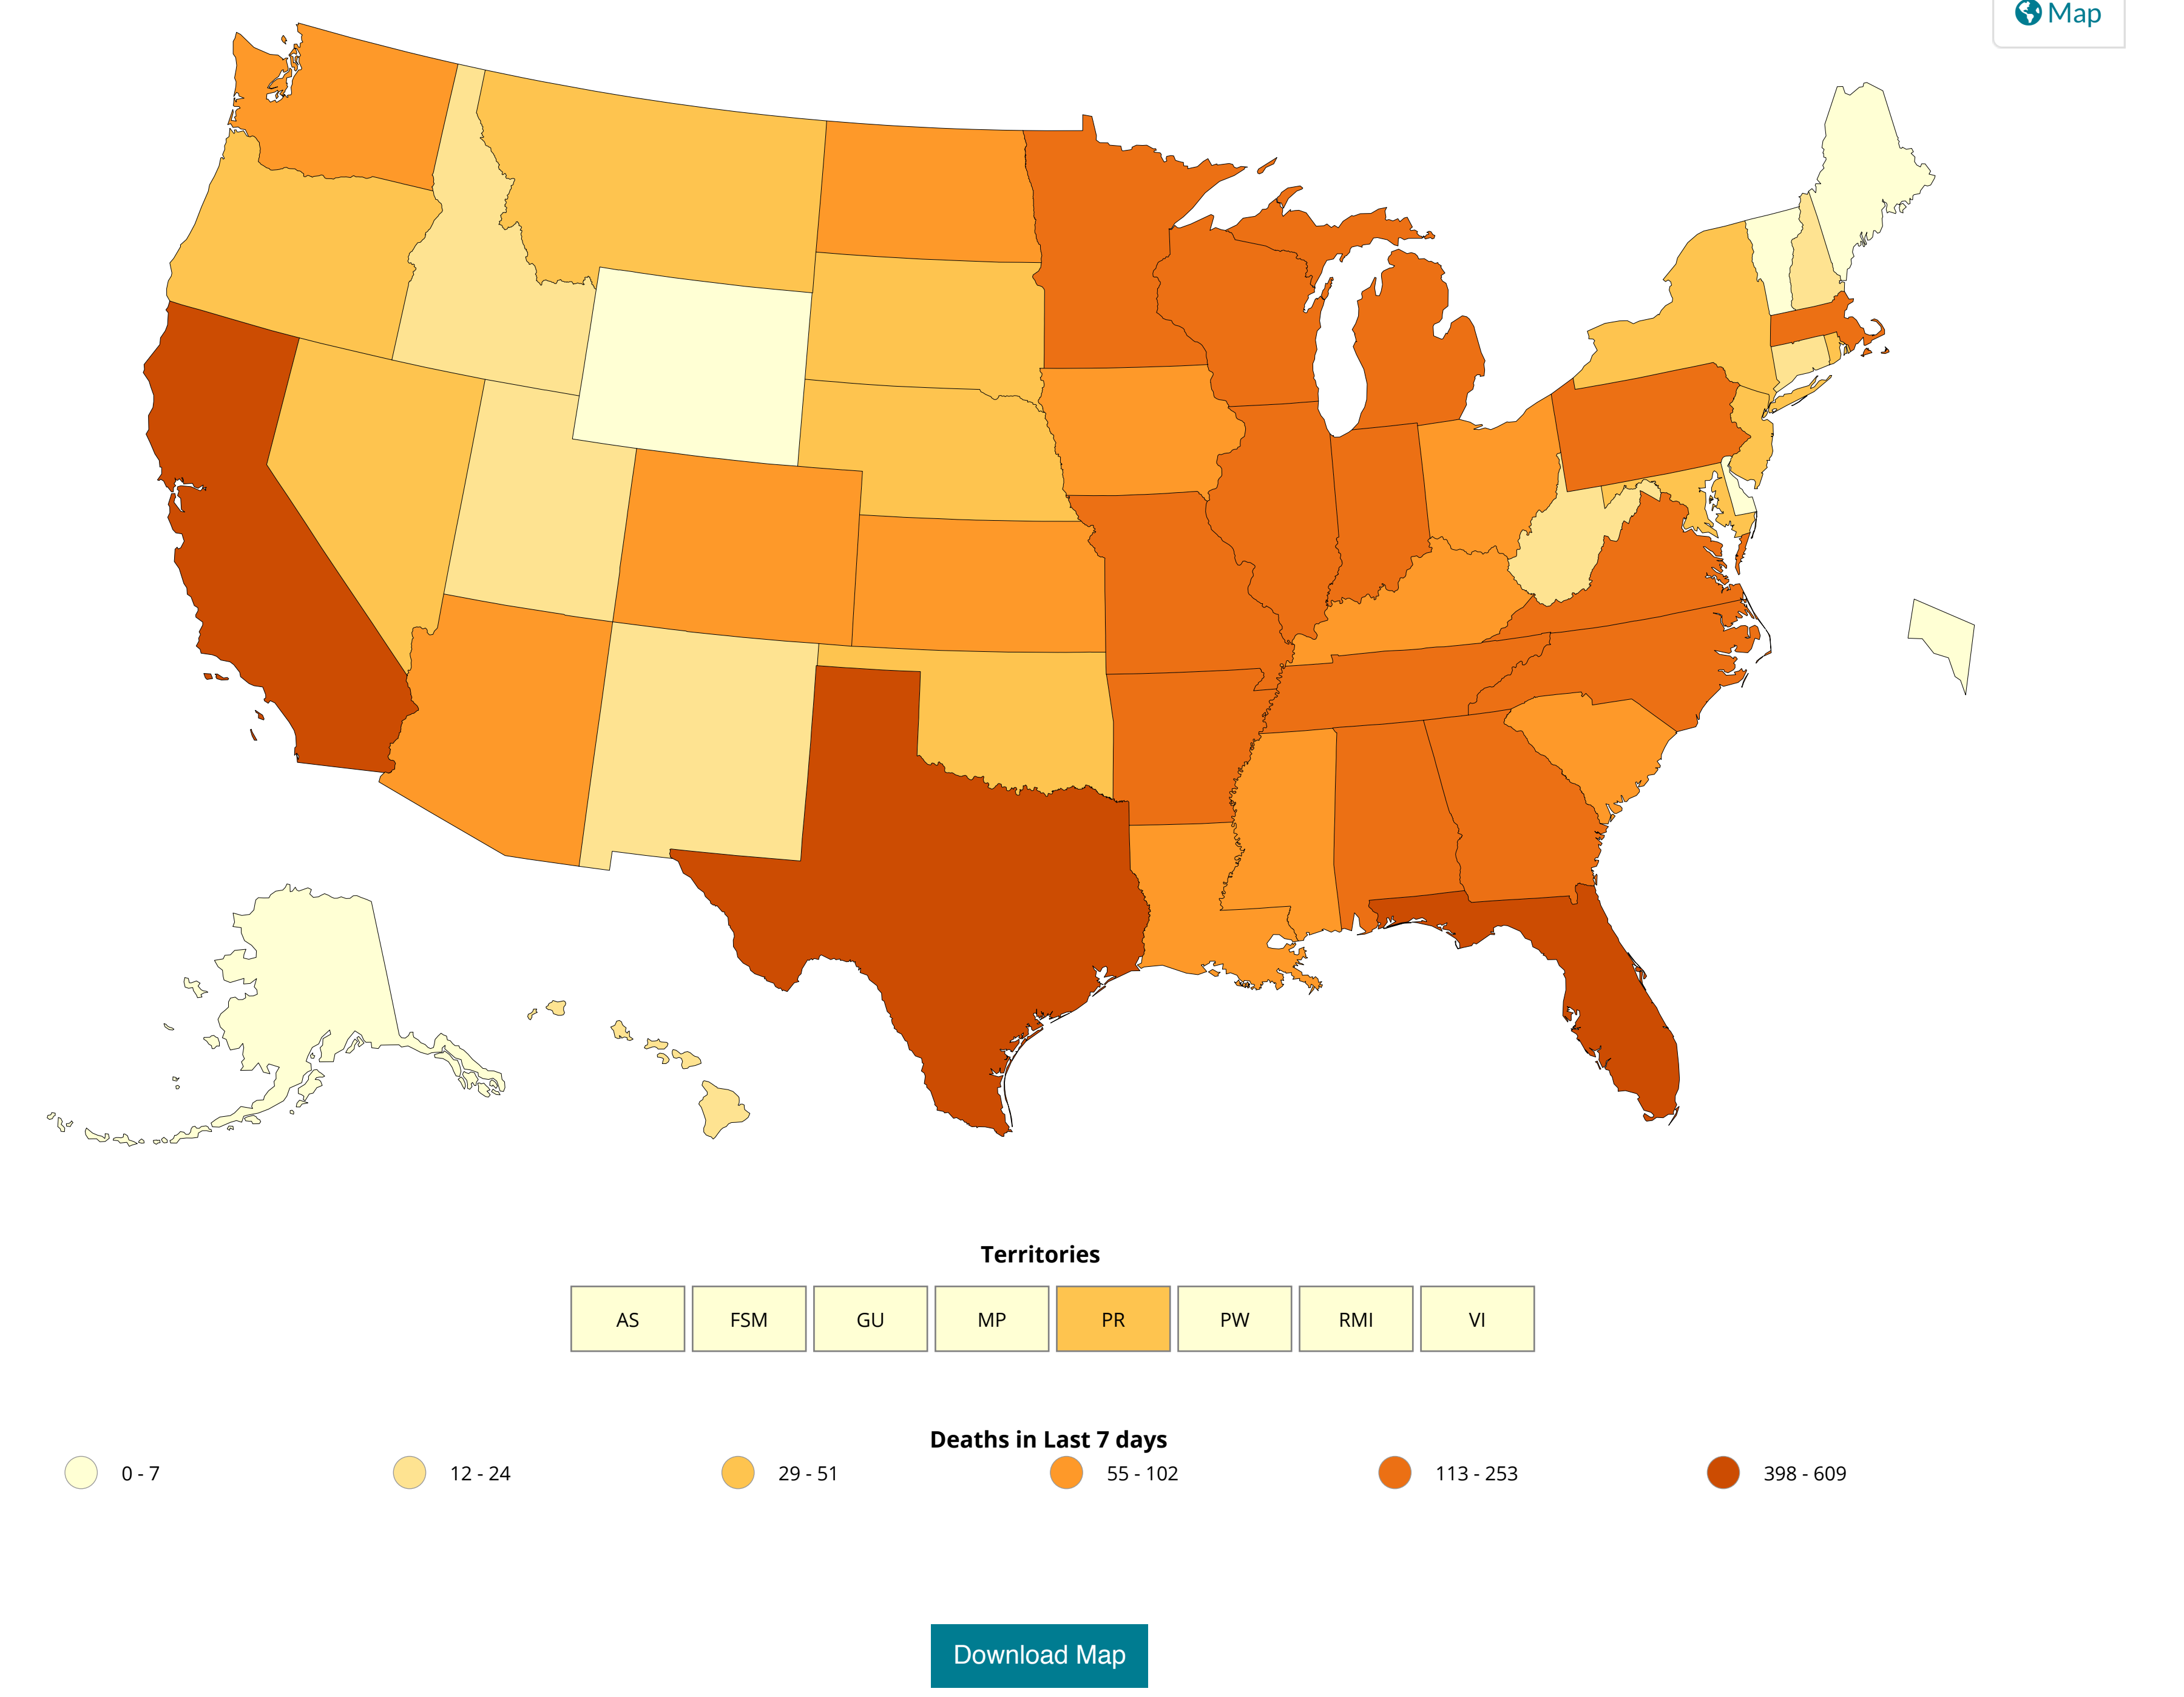 Map
Territories
AS FSM GU MP PR PW RMI VI
Deaths in Last 7 days
0 - 7 12 - 24 29 - 51 55 - 102 113 - 253 398 - 609
Download Map